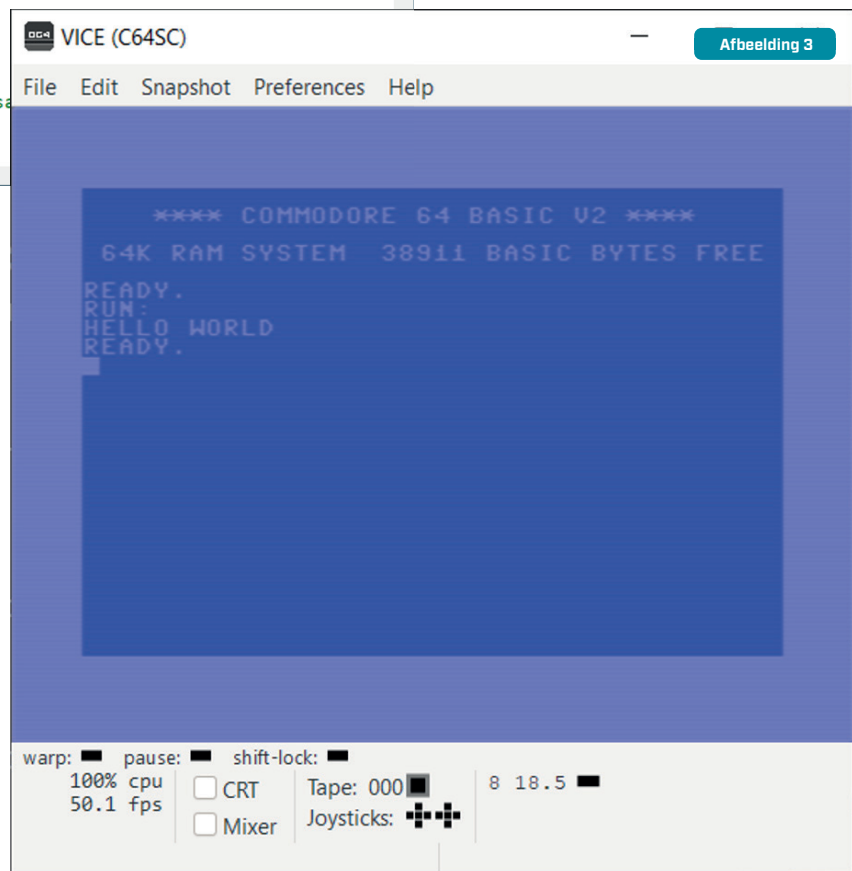 VICE (C64SC)
Afbeelding 3
File Edit Snapshot Preferences Help
**** COMMODORE 64 BASIC V2 ****
64K RAM SYSTEM 38911 BASIC BYTES FREE
READY.
RUN:
HELLO WORLD
READY.
warp: pause: shift-lock:
100% cpu
50.1 fps
CRT
Mixer
Tape: 000
Joysticks:
8 18.5